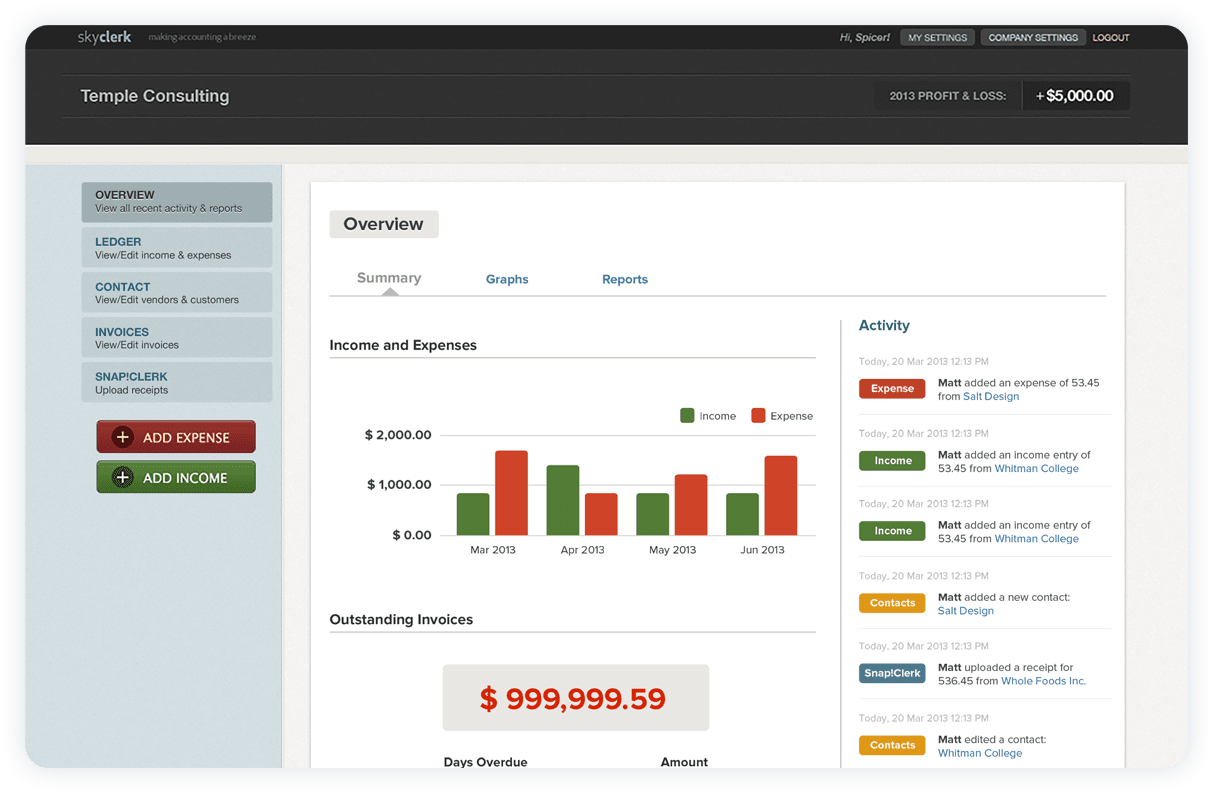 skyclerk making accounting a breeze
Hi, Spicer! MY SETTINGS COMPANY SETTINGS LOGOUT
Temple Consulting
2013 PROFIT & LOSS: +$5,000.00
OVERVIEW
View all recent activity & reports
LEDGER
View/Edit income & expenses
CONTACT
View/Edit vendors & customers
INVOICES
View/Edit invoices
SNAP!CLERK
Upload receipts
+ ADD EXPENSE
+ ADD INCOME
Overview
Summary Graphs Reports
Income and Expenses
Income Expense
$ 2,000.00
$ 1,000.00
$ 0.00
Mar 2013 Apr 2013 May 2013 Jun 2013
Outstanding Invoices
$ 999,999.59
Days Overdue Amount
Activity
Today, 20 Mar 2013 12:13 PM
Expense
Matt added an expense of 53.45
from Salt Design
Today, 20 Mar 2013 12:13 PM
Income
Matt added an income entry of
53.45 from Whitman College
Today, 20 Mar 2013 12:13 PM
Income
Matt added an income entry of
53.45 from Whitman College
Today, 20 Mar 2013 12:13 PM
Contacts
Matt added a new contact:
Salt Design
Today, 20 Mar 2013 12:13 PM
Snap!Clerk
Matt uploaded a receipt for
536.45 from Whole Foods Inc.
Today, 20 Mar 2013 12:13 PM
Contacts
Matt edited a contact:
Whitman College